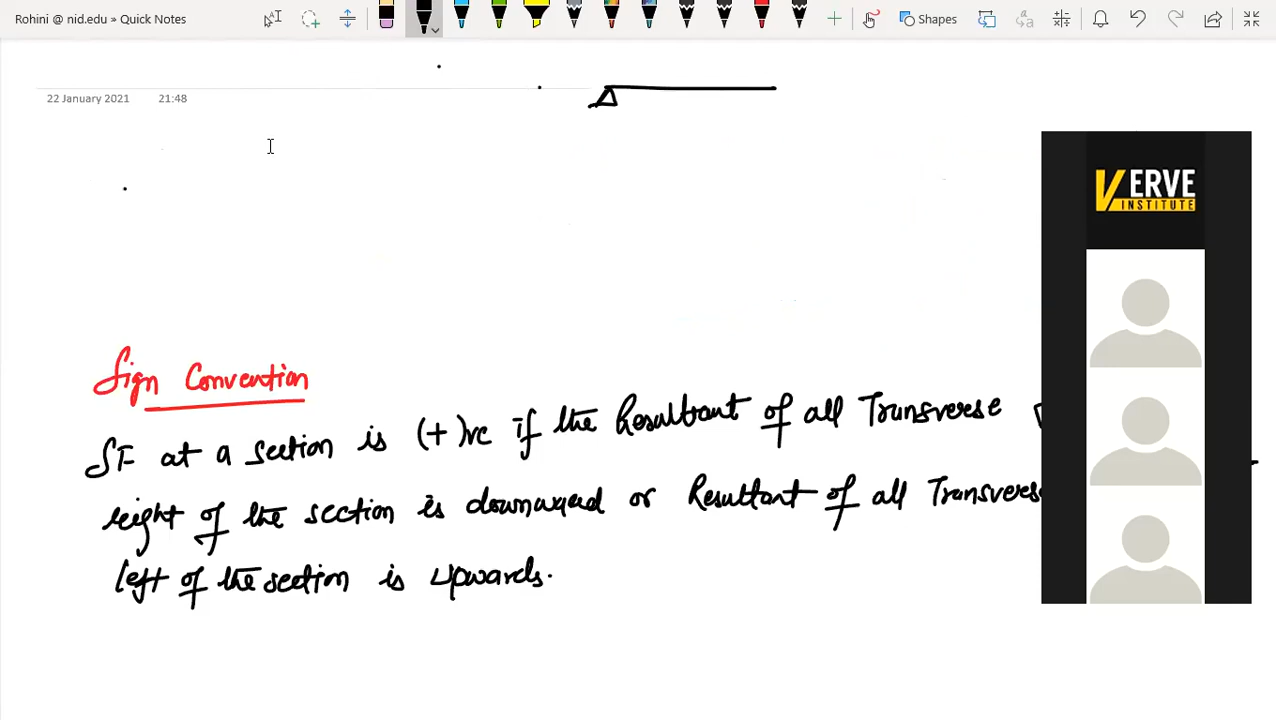 Rohini @ nid.edu » Quick Notes
Shapes
22 January 2021 21:48
VERVE
INSTITUTE
Sign Convention
SF at a section is (+)ve if the Resultant of all Transverse
right of the section is downward or Resultant of all Transverse
left of the section is upwards.